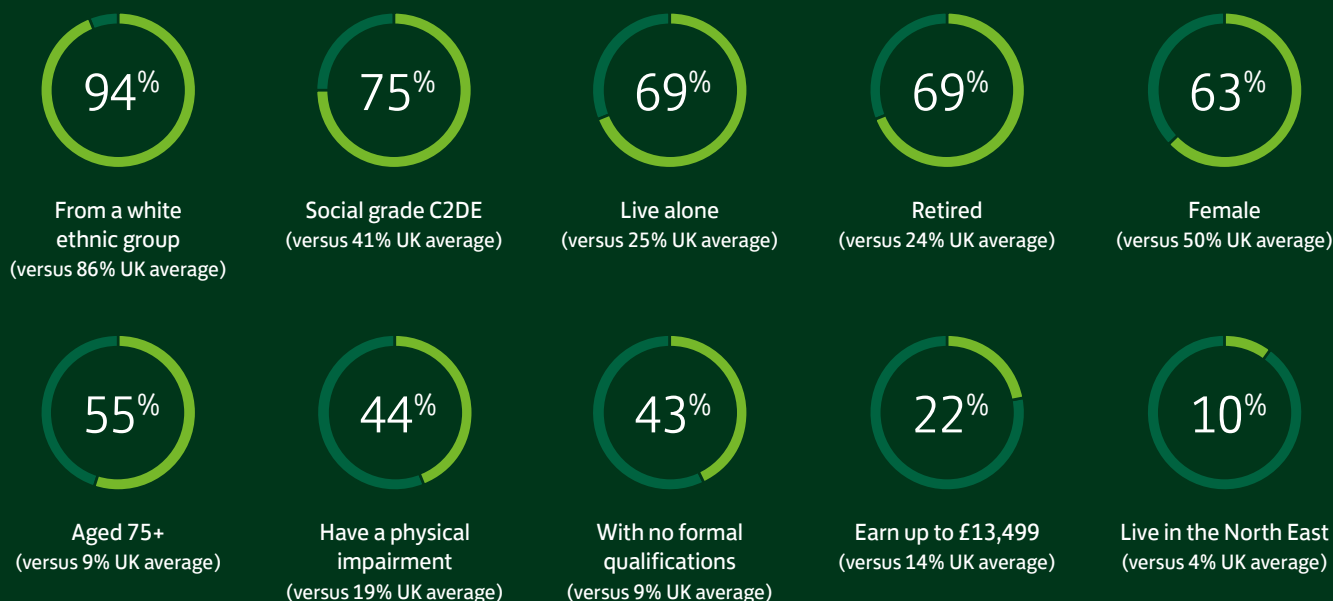 94%
From a white
ethnic group
(versus 86% UK average)
75%
Social grade C2DE
(versus 41% UK average)
69%
Live alone
(versus 25% UK average)
69%
Retired
(versus 24% UK average)
63%
Female
(versus 50% UK average)
55%
Aged 75+
(versus 9% UK average)
44%
Have a physical
impairment
(versus 19% UK average)
43%
With no formal
qualifications
(versus 9% UK average)
22%
Earn up to £13,499
(versus 14% UK average)
10%
Live in the North East
(versus 4% UK average)